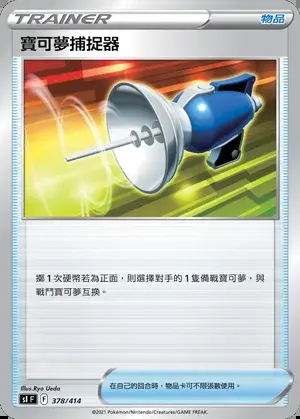 TRAINER 物品
寶可夢捕捉器
擲1次硬幣若為正面,則選擇對手的1隻備戰寶可夢,與
戰鬥寶可夢互換。
Illus.Ryo Ueda
sI F F 378/414
在自己的回合時,物品卡可不限張數使用。
©2021 Pokémon/Nintendo/Creatures/GAME FREAK.